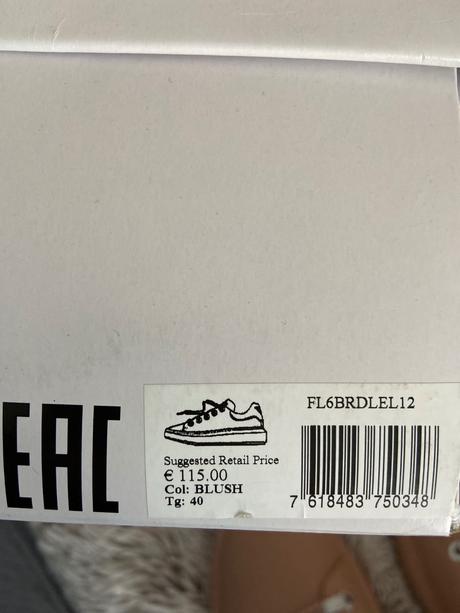 EAC
FL6BRDLEL12
Suggested Retail Price
€ 115.00
Col: BLUSH
Tg: 40
7 618483 750348